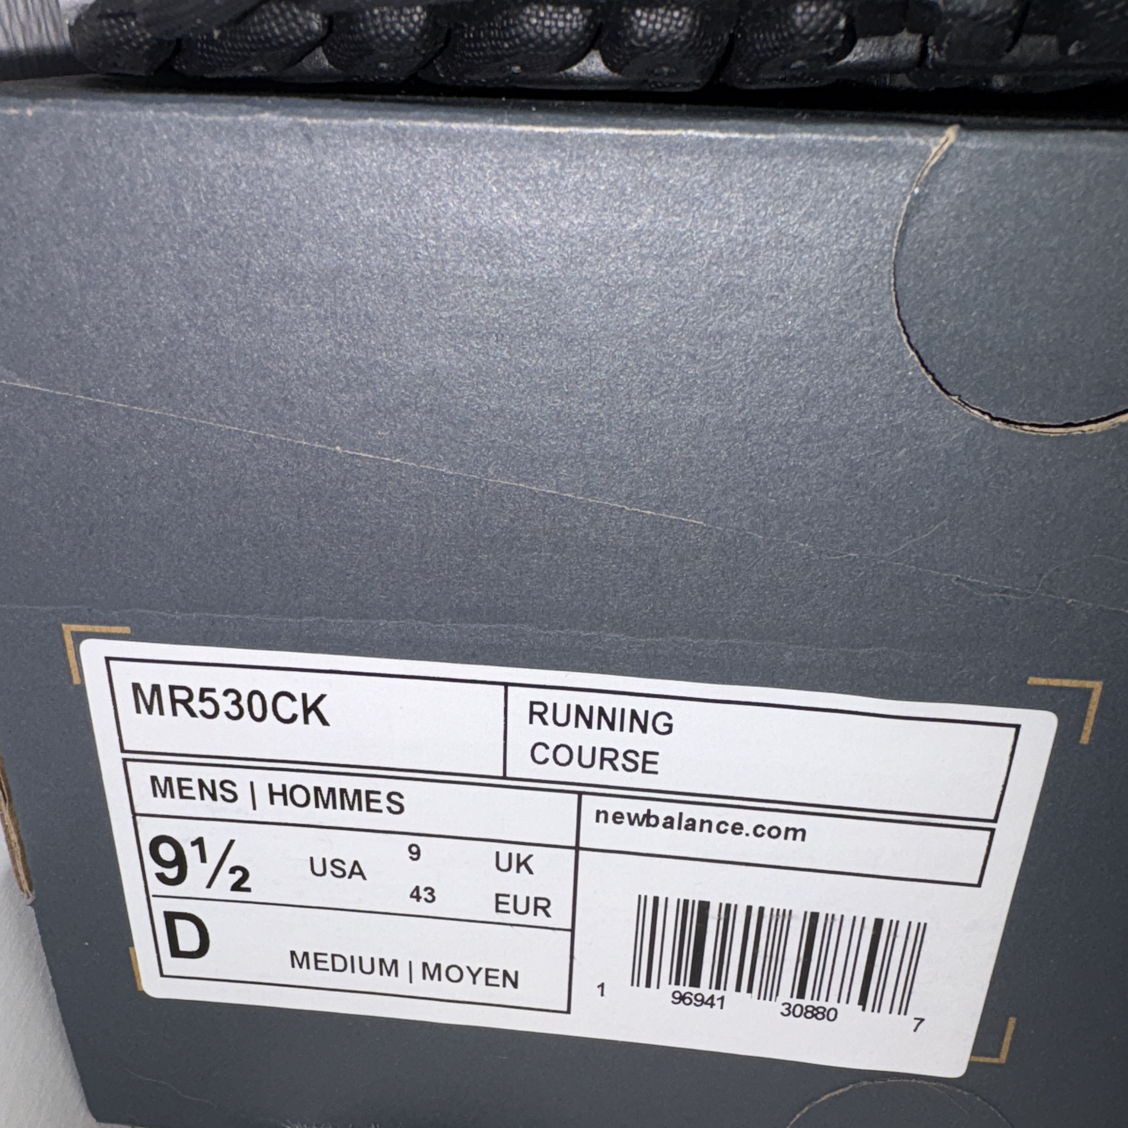 MR530CK
RUNNING
COURSE
MENS | HOMMES
newbalance.com
9½ USA 9 UK
43 EUR
D
MEDIUM | MOYEN
1 96941 30880 7